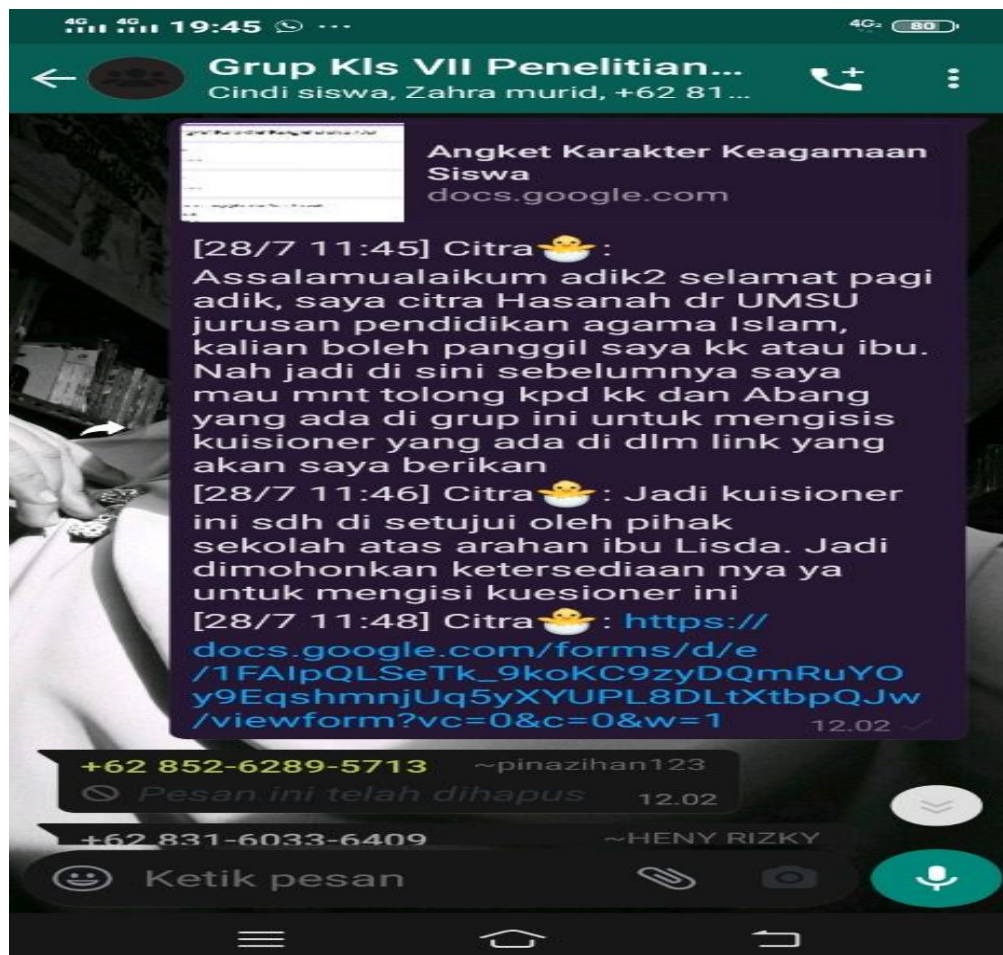 4G 4G 19:45 ... 4G 80
Grup Kls VII Penelitian...
Cindi siswa, Zahra murid, +62 81...
Angket Karakter Keagamaan
Siswa
docs.google.com
[28/7 11:45] Citra🐣:
Assalamualaikum adik2 selamat pagi
adik, saya citra Hasanah dr UMSU
jurusan pendidikan agama Islam,
kalian boleh panggil saya kk atau ibu.
Nah jadi di sini sebelumnya saya
mau mnt tolong kpd kk dan Abang
yang ada di grup ini untuk mengisis
kuisioner yang ada di dlm link yang
akan saya berikan
[28/7 11:46] Citra🐣: Jadi kuisioner
ini sdh di setujui oleh pihak
sekolah atas arahan ibu Lisda. Jadi
dimohonkan ketersediaan nya ya
untuk mengisi kuesioner ini
[28/7 11:48] Citra🐣: https://
docs.google.com/forms/d/e
/1FAIpQLSeTk_9koKC9zyDQmRuYO
y9EqshmnjUq5yXYUPL8DLtXtbpQJw
/viewform?vc=0&c=0&w=1 12.02
+62 852-6289-5713 ~pinazihan123
Pesan ini telah dihapus 12.02
+62 831-6033-6409 ~HENY RIZKY
Ketik pesan